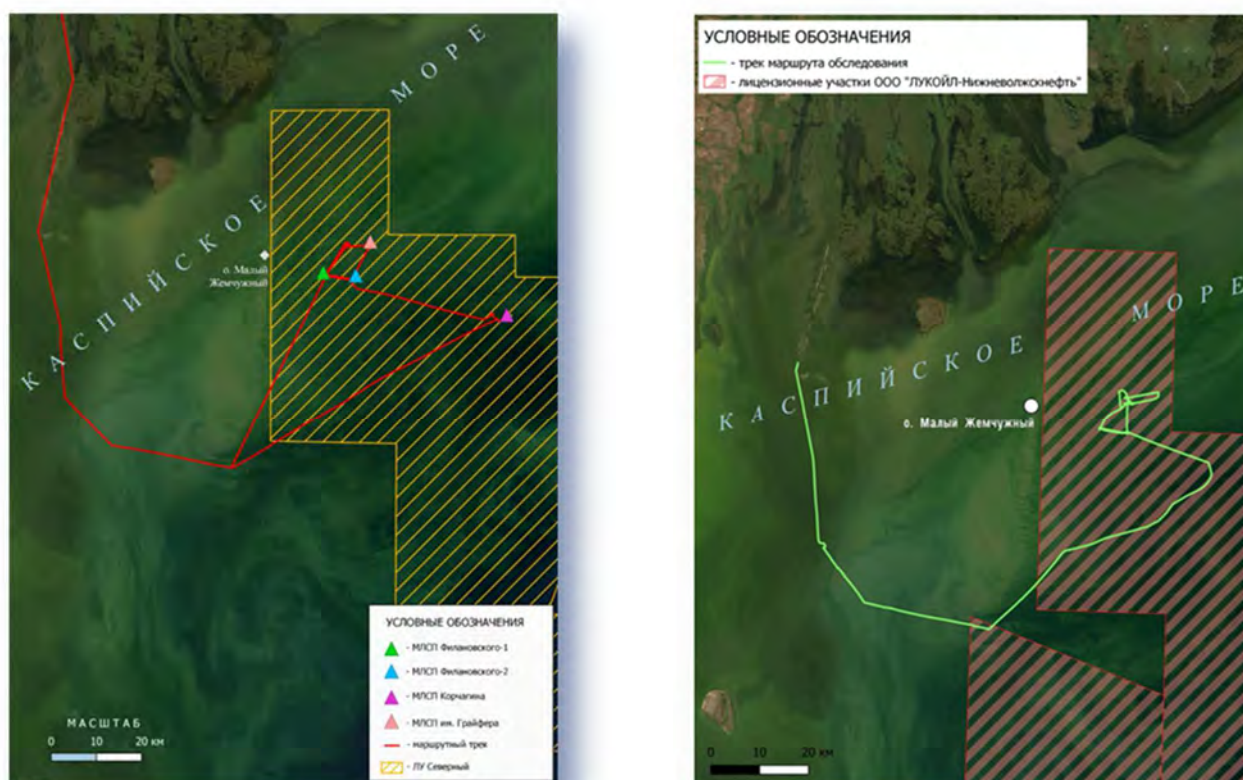 КАСПИЙСКОЕ МОРЕ
о. Малый
Жемчужный
УСЛОВНЫЕ ОБОЗНАЧЕНИЯ
- МЛСП Филановского-1
- МЛСП Филановского-2
- МЛСП Корчагина
- МЛСП им. Грайфера
- маршрутный трек
- ЛУ Северный
МАСШТАБ
0 10 20 км
УСЛОВНЫЕ ОБОЗНАЧЕНИЯ
- трек маршрута обследования
- лицензионные участки ООО "ЛУКОЙЛ-Нижневолжскнефть"
КАСПИЙСКОЕ МОРЕ
о. Малый Жемчужный
0 10 20 км